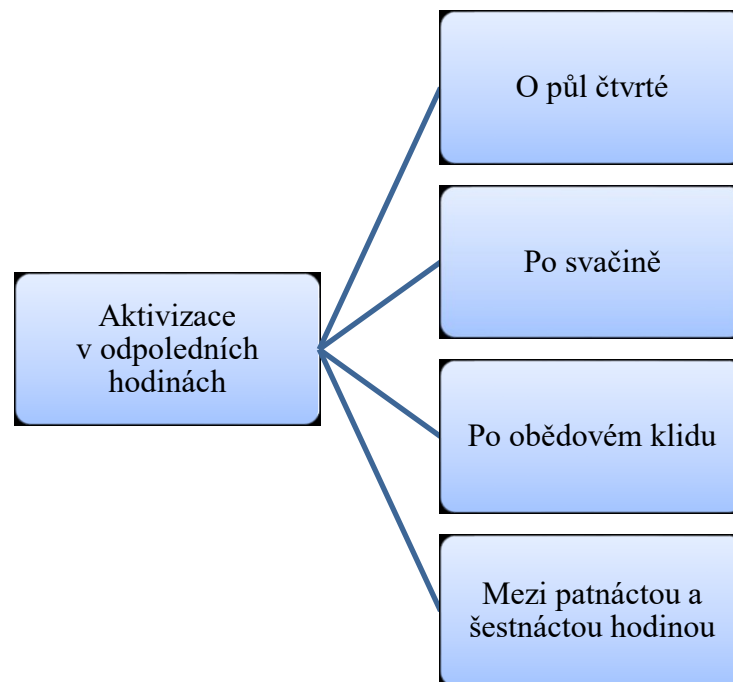 Aktivizace
v odpoledních
hodinách
O půl čtvrté
Po svačině
Po obědovém klidu
Mezi patnáctou a
šestnáctou hodinou